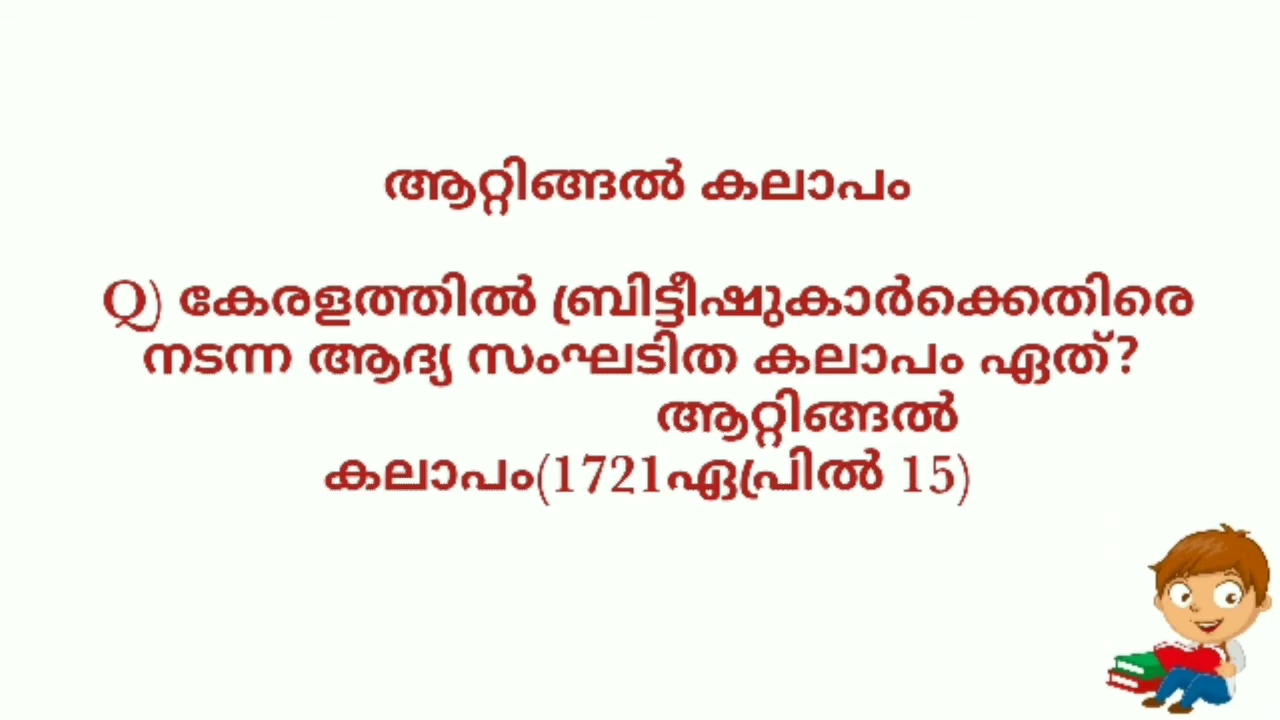 ആറ്റിങ്ങൽ കലാപം
Q) കേരളത്തിൽ ബ്രിട്ടീഷുകാർക്കെതിരെ
നടന്ന ആദ്യ സംഘടിത കലാപം ഏത്?
ആറ്റിങ്ങൽ
കലാപം(1721ഏപ്രിൽ 15)